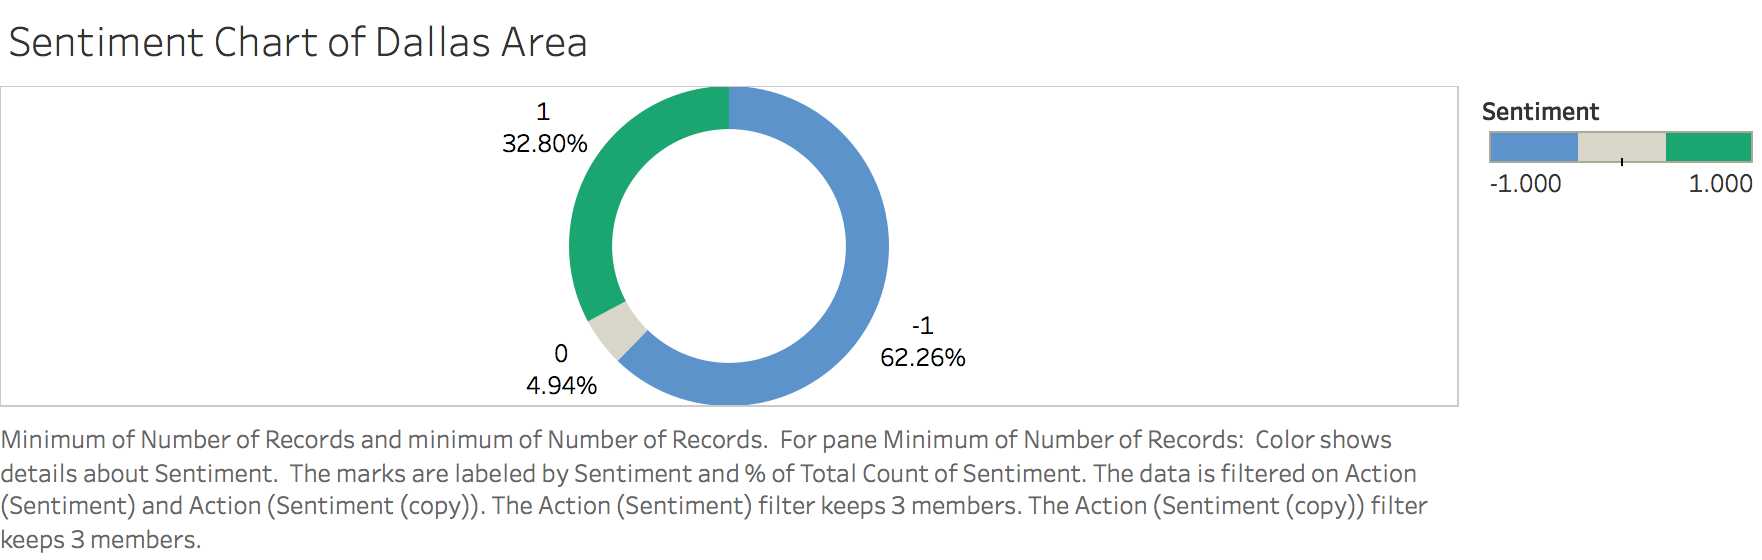 Sentiment Chart of Dallas Area
1
32.80%
0
4.94%
-1
62.26%
Sentiment
-1.000 1.000
Minimum of Number of Records and minimum of Number of Records.  For pane Minimum of Number of Records:  Color shows
details about Sentiment.  The marks are labeled by Sentiment and % of Total Count of Sentiment. The data is filtered on Action
(Sentiment) and Action (Sentiment (copy)). The Action (Sentiment) filter keeps 3 members. The Action (Sentiment (copy)) filter
keeps 3 members.